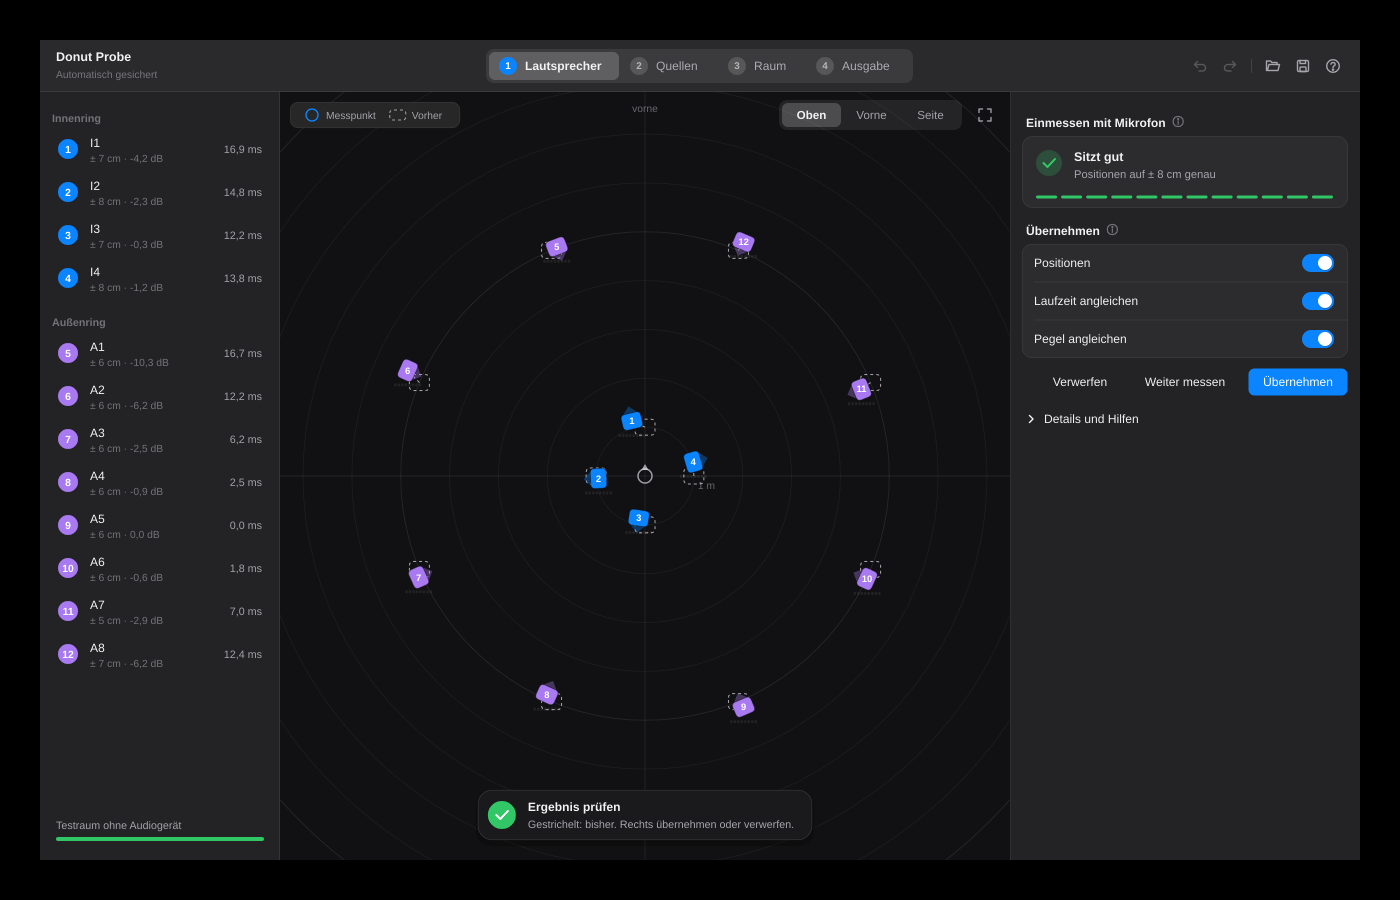 Donut Probe
Automatisch gesichert
1 Lautsprecher
2 Quellen
3 Raum
4 Ausgabe
Innenring
1 I1 16,9 ms
± 7 cm · -4,2 dB
2 I2 14,8 ms
± 8 cm · -2,3 dB
3 I3 12,2 ms
± 7 cm · -0,3 dB
4 I4 13,8 ms
± 8 cm · -1,2 dB
Außenring
5 A1 16,7 ms
± 6 cm · -10,3 dB
6 A2 12,2 ms
± 6 cm · -6,2 dB
7 A3 6,2 ms
± 6 cm · -2,5 dB
8 A4 2,5 ms
± 6 cm · -0,9 dB
9 A5 0,0 ms
± 6 cm · 0,0 dB
10 A6 1,8 ms
± 6 cm · -0,6 dB
11 A7 7,0 ms
± 5 cm · -2,9 dB
12 A8 12,4 ms
± 7 cm · -6,2 dB
Testraum ohne Audiogerät
Messpunkt
Vorher
vorne
Oben
Vorne
Seite
5
12
6
11
1
4
2
m
3
7
10
8
9
Ergebnis prüfen
Gestrichelt: bisher. Rechts übernehmen oder verwerfen.
Einmessen mit Mikrofon
Sitzt gut
Positionen auf ± 8 cm genau
Übernehmen
Positionen
Laufzeit angleichen
Pegel angleichen
Verwerfen
Weiter messen
Übernehmen
Details und Hilfen